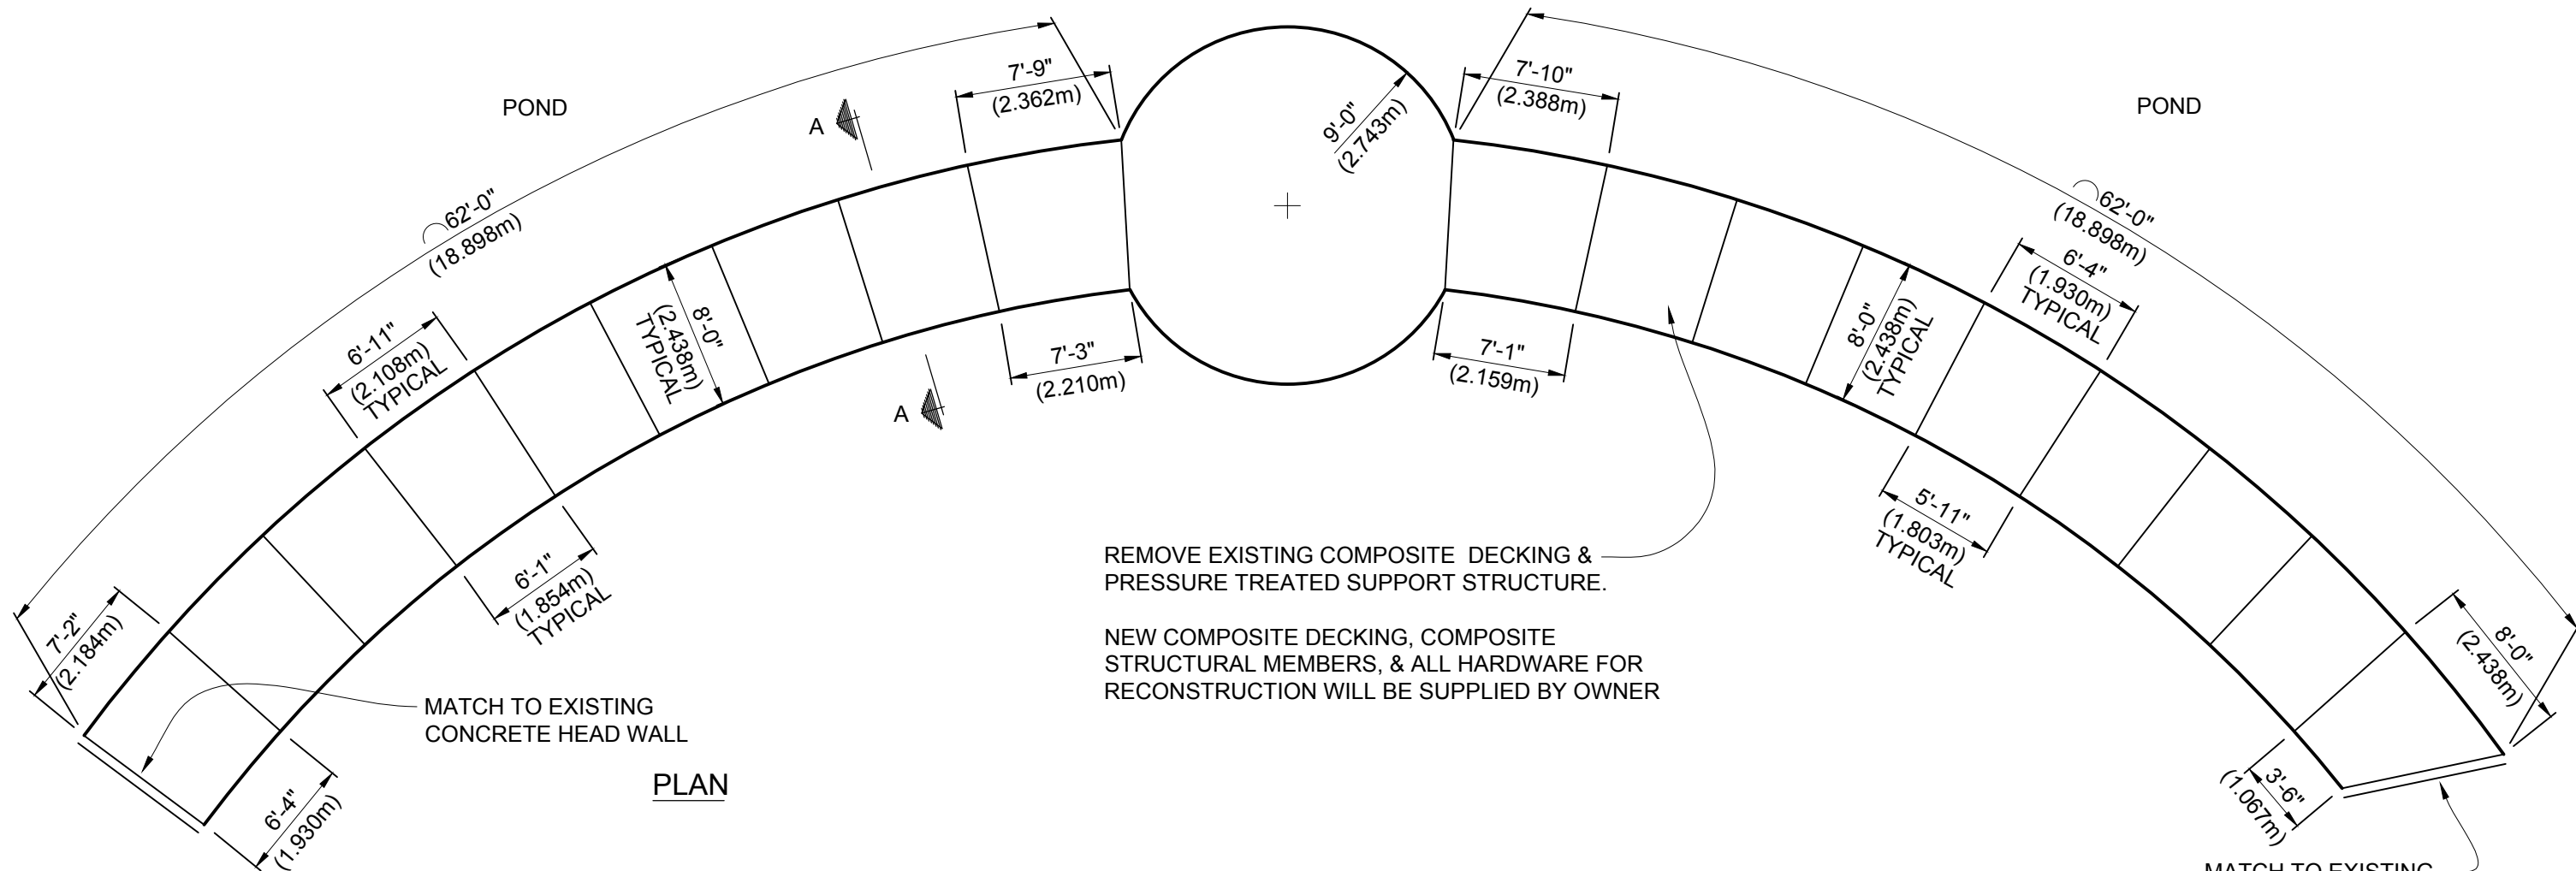 POND
POND
7'-9"
(2.362m)
7'-10"
(2.388m)
A
9'-0"
(2.743m)
62'-0"
(18.898m)
62'-0"
(18.898m)
6'-4"
(1.930m)
TYPICAL
6'-11"
(2.108m)
TYPICAL
8'-0"
(2.438m)
TYPICAL
8'-0"
(2.438m)
TYPICAL
7'-3"
(2.210m)
7'-1"
(2.159m)
A
5'-11"
(1.803m)
TYPICAL
6'-1"
(1.854m)
TYPICAL
REMOVE EXISTING COMPOSITE DECKING &
PRESSURE TREATED SUPPORT STRUCTURE.
NEW COMPOSITE DECKING, COMPOSITE
STRUCTURAL MEMBERS, & ALL HARDWARE FOR
RECONSTRUCTION WILL BE SUPPLIED BY OWNER
7'-2"
(2.184m)
8'-0"
(2.438m)
MATCH TO EXISTING
CONCRETE HEAD WALL
PLAN
6'-4"
(1.930m)
3'-6"
(1.067m)
MATCH TO EXISTING